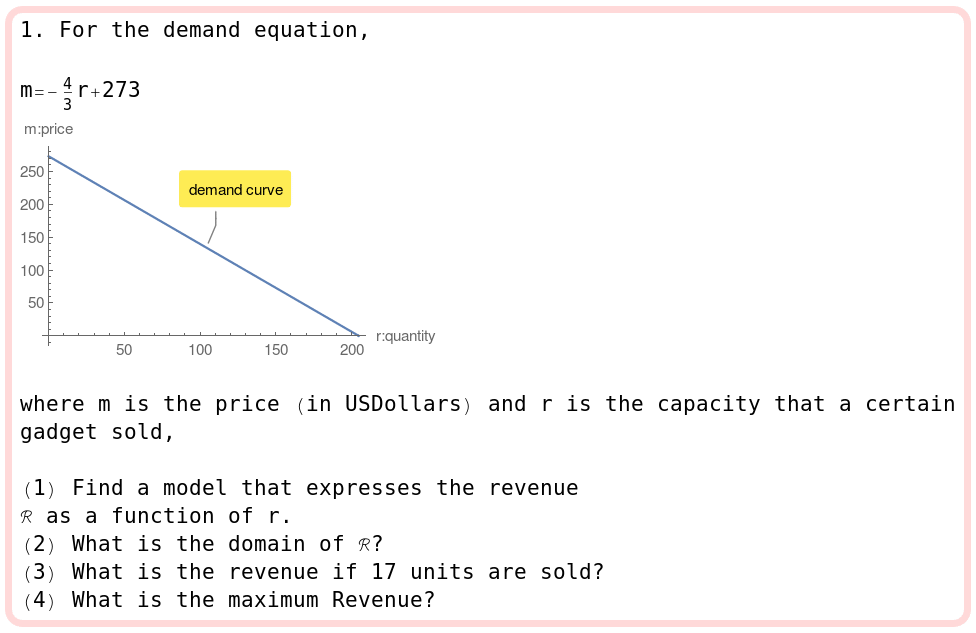 1. For the demand equation,
m=-4/3 r+273
m:price
demand curve
250
200
150
100
50
r:quantity
50 100 150 200
where m is the price (in USDollars) and r is the capacity that a certain
gadget sold,
(1) Find a model that expresses the revenue
ℛ as a function of r.
(2) What is the domain of ℛ?
(3) What is the revenue if 17 units are sold?
(4) What is the maximum Revenue?